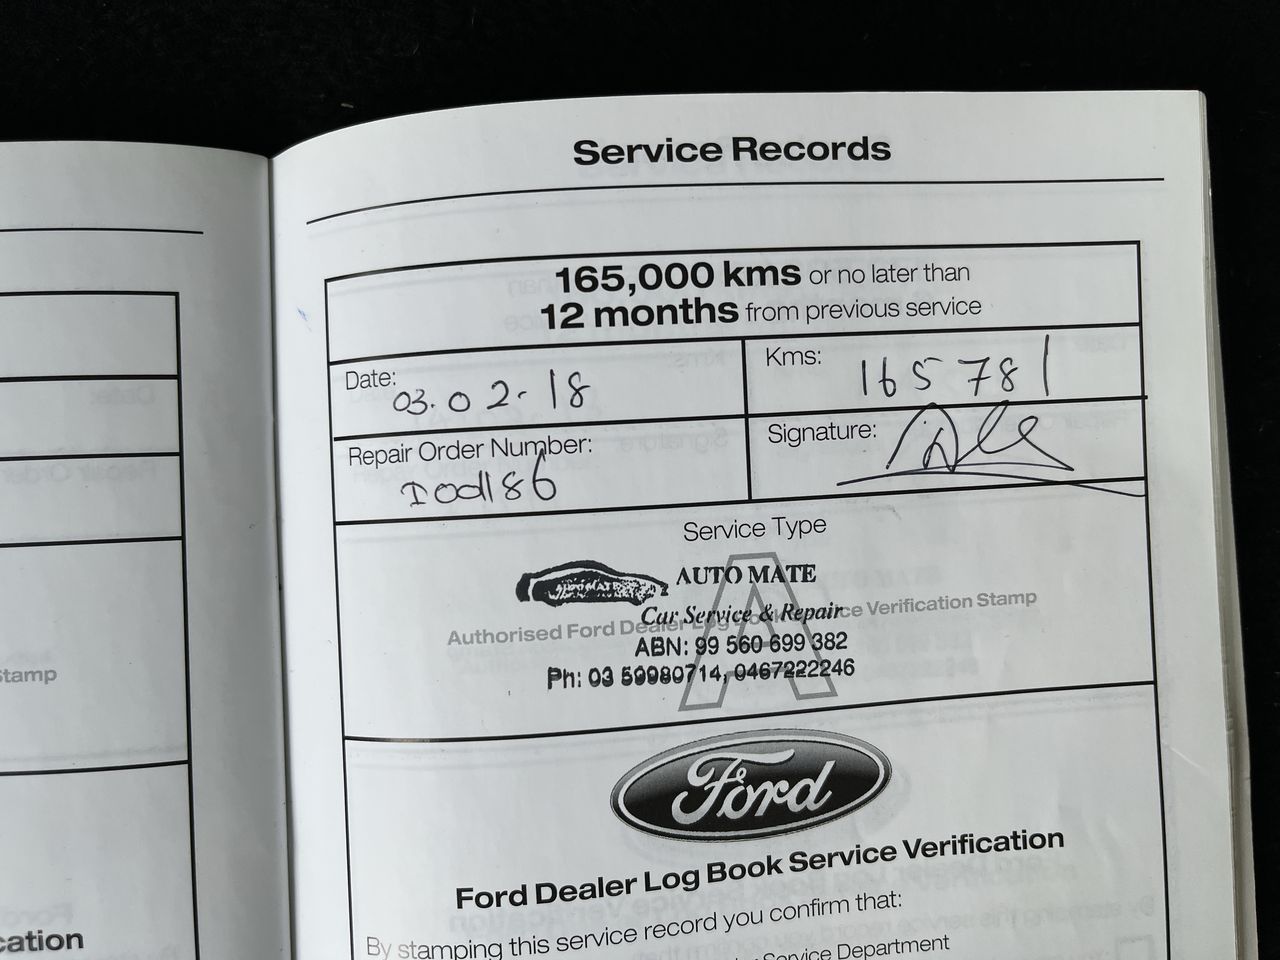 Service Records
165,000 kms or no later than
12 months from previous service
Date: 03.02.18
Kms: 165781
Repair Order Number:
Signature:
Service Type
A
AUTOMATE
AUTO MATE
Car Service & Repair
Authorised Ford Dealer Log Book Service Verification Stamp
ABN: 99 560 699 382
Ph: 03 59980714, 0467222246
Ford
Ford Dealer Log Book Service Verification
By stamping this service record you confirm that:
Service Department
Stamp
cation